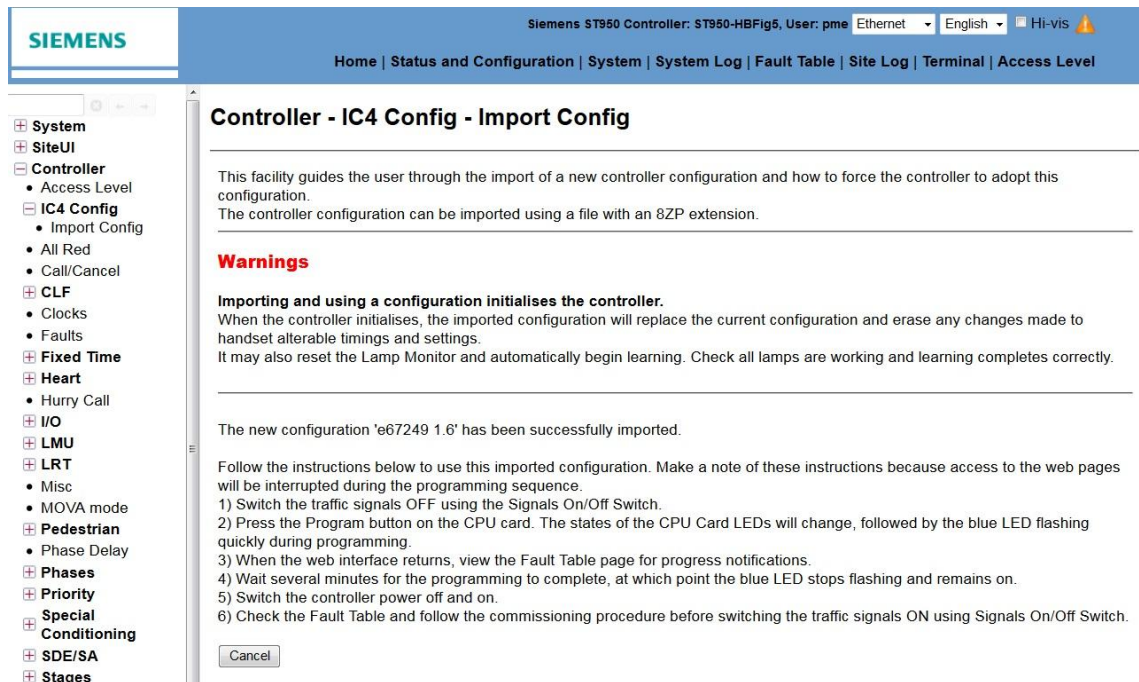 SIEMENS
Siemens ST950 Controller: ST950-HBFig5, User: pme Ethernet English Hi-vis
Home | Status and Configuration | System | System Log | Fault Table | Site Log | Terminal | Access Level
System
SiteUI
Controller
Access Level
IC4 Config
Import Config
All Red
Call/Cancel
CLF
Clocks
Faults
Fixed Time
Heart
Hurry Call
I/O
LMU
LRT
Misc
MOVA mode
Pedestrian
Phase Delay
Phases
Priority
Special
Conditioning
SDE/SA
Stages
Controller - IC4 Config - Import Config
This facility guides the user through the import of a new controller configuration and how to force the controller to adopt this
configuration.
The controller configuration can be imported using a file with an 8ZP extension.
Warnings
Importing and using a configuration initialises the controller.
When the controller initialises, the imported configuration will replace the current configuration and erase any changes made to
handset alterable timings and settings.
It may also reset the Lamp Monitor and automatically begin learning. Check all lamps are working and learning completes correctly.
The new configuration 'e67249 1.6' has been successfully imported.
Follow the instructions below to use this imported configuration. Make a note of these instructions because access to the web pages
will be interrupted during the programming sequence.
1) Switch the traffic signals OFF using the Signals On/Off Switch.
2) Press the Program button on the CPU card. The states of the CPU Card LEDs will change, followed by the blue LED flashing
quickly during programming.
3) When the web interface returns, view the Fault Table page for progress notifications.
4) Wait several minutes for the programming to complete, at which point the blue LED stops flashing and remains on.
5) Switch the controller power off and on.
6) Check the Fault Table and follow the commissioning procedure before switching the traffic signals ON using Signals On/Off Switch.
Cancel